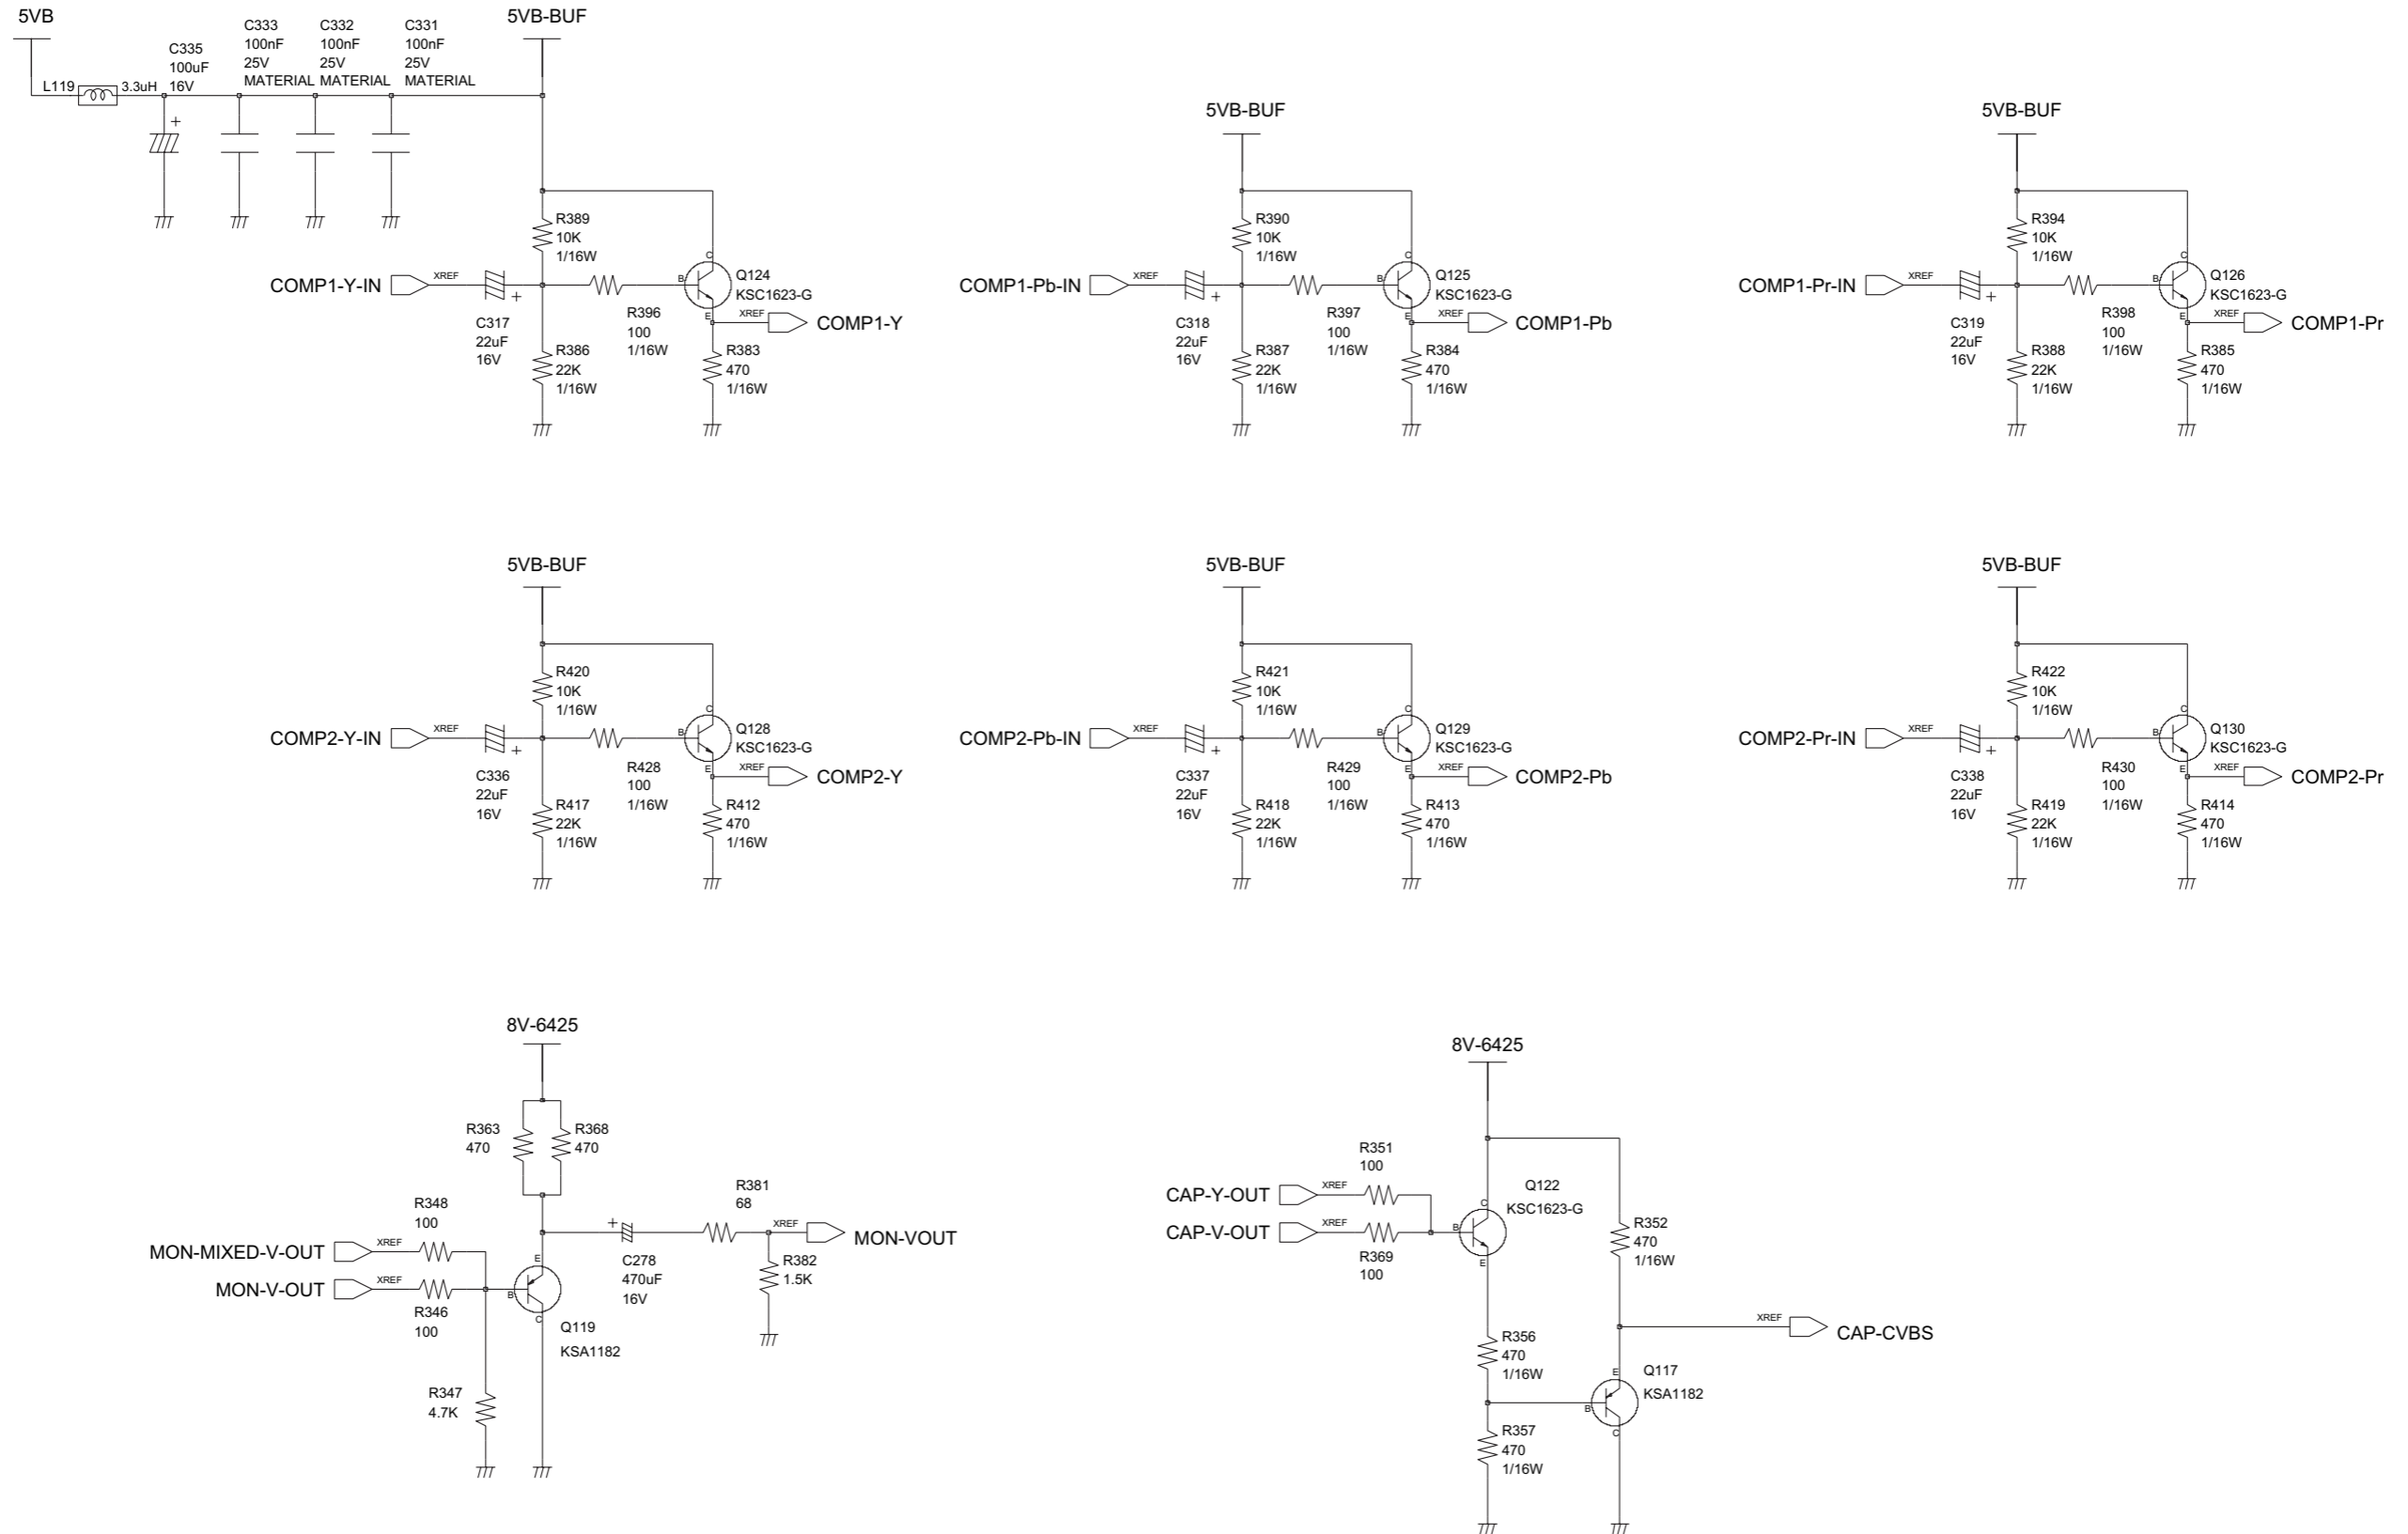 5VB
L119
3.3uH
C335
100uF
16V
+
C333
100nF
25V
MATERIAL
C332
100nF
25V
MATERIAL
C331
100nF
25V
MATERIAL
5VB-BUF
R389
10K
1/16W
COMP1-Y-IN
XREF
+
C317
22uF
16V
R386
22K
1/16W
R396
100
1/16W
C
B
E
Q124
KSC1623-G
XREF
COMP1-Y
R383
470
1/16W
5VB-BUF
R390
10K
1/16W
COMP1-Pb-IN
XREF
+
C318
22uF
16V
R387
22K
1/16W
R397
100
1/16W
C
B
E
Q125
KSC1623-G
XREF
COMP1-Pb
R384
470
1/16W
5VB-BUF
R394
10K
1/16W
COMP1-Pr-IN
XREF
+
C319
22uF
16V
R388
22K
1/16W
R398
100
1/16W
C
B
E
Q126
KSC1623-G
XREF
COMP1-Pr
R385
470
1/16W
5VB-BUF
R420
10K
1/16W
COMP2-Y-IN
XREF
+
C336
22uF
16V
R417
22K
1/16W
R428
100
1/16W
C
B
E
Q128
KSC1623-G
XREF
COMP2-Y
R412
470
1/16W
5VB-BUF
R421
10K
1/16W
COMP2-Pb-IN
XREF
+
C337
22uF
16V
R418
22K
1/16W
R429
100
1/16W
C
B
E
Q129
KSC1623-G
XREF
COMP2-Pb
R413
470
1/16W
5VB-BUF
R422
10K
1/16W
COMP2-Pr-IN
XREF
+
C338
22uF
16V
R419
22K
1/16W
R430
100
1/16W
C
B
E
Q130
KSC1623-G
XREF
COMP2-Pr
R414
470
1/16W
8V-6425
R363
470
R368
470
R348
100
MON-MIXED-V-OUT
XREF
MON-V-OUT
XREF
R346
100
R347
4.7K
E
B
C
Q119
KSA1182
+
C278
470uF
16V
R381
68
XREF
MON-VOUT
R382
1.5K
8V-6425
R351
100
CAP-Y-OUT
XREF
CAP-V-OUT
XREF
R369
100
C
B
E
Q122
KSC1623-G
R352
470
1/16W
R356
470
1/16W
XREF
CAP-CVBS
E
B
C
Q117
KSA1182
R357
470
1/16W